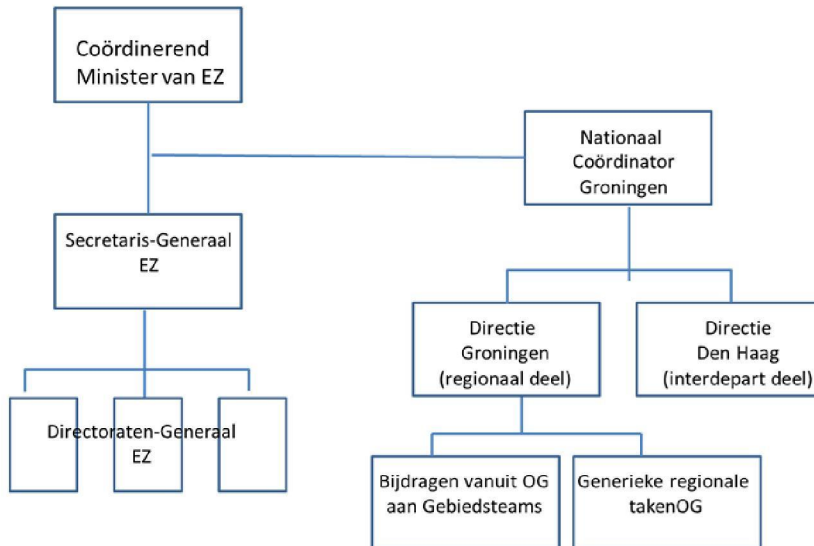 Coördinerend
Minister van EZ
Nationaal
Coördinator
Groningen
Secretaris-Generaal
EZ
Directie
Groningen
(regionaal deel)
Directie
Den Haag
(interdepart deel)
Directoraten-Generaal
EZ
Bijdragen vanuit OG
aan Gebiedsteams
Generieke regionale
takenOG